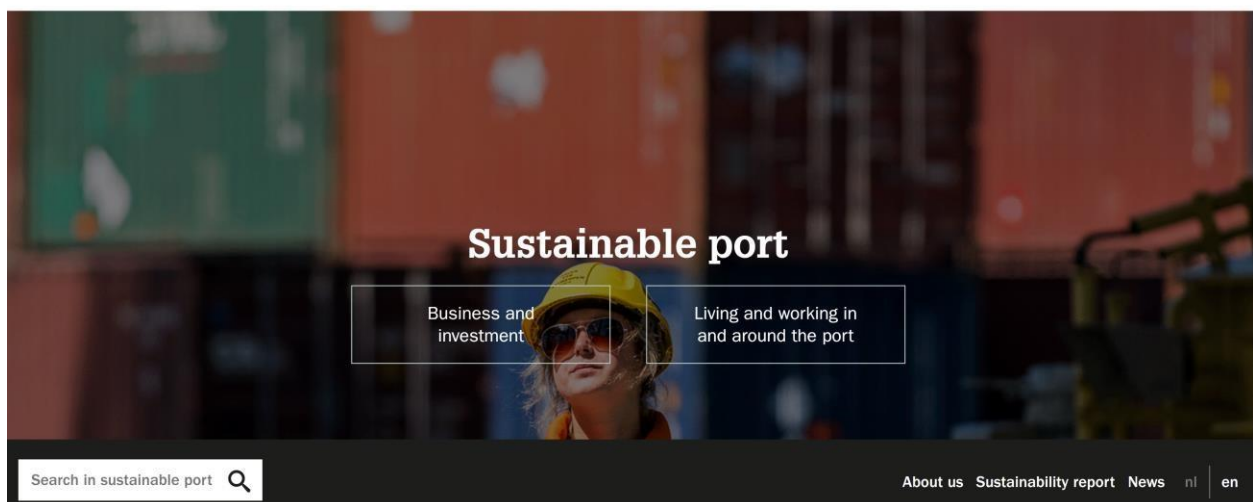 Sustainable port
Business and
investment
Living and working in
and around the port
Search in sustainable port
About us Sustainability report News nl en